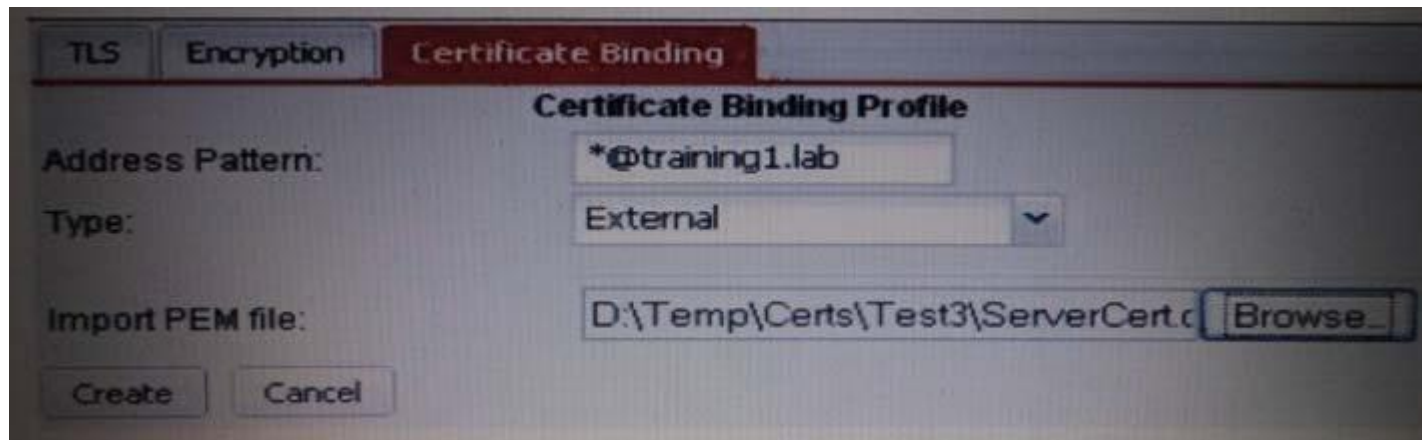 TLS Encryption Certificate Binding
Certificate Binding Profile
Address Pattern: *@training1.lab
Type: External
Import PEM file: D:\Temp\Certs\Test3\ServerCert.c Browse...
Create Cancel